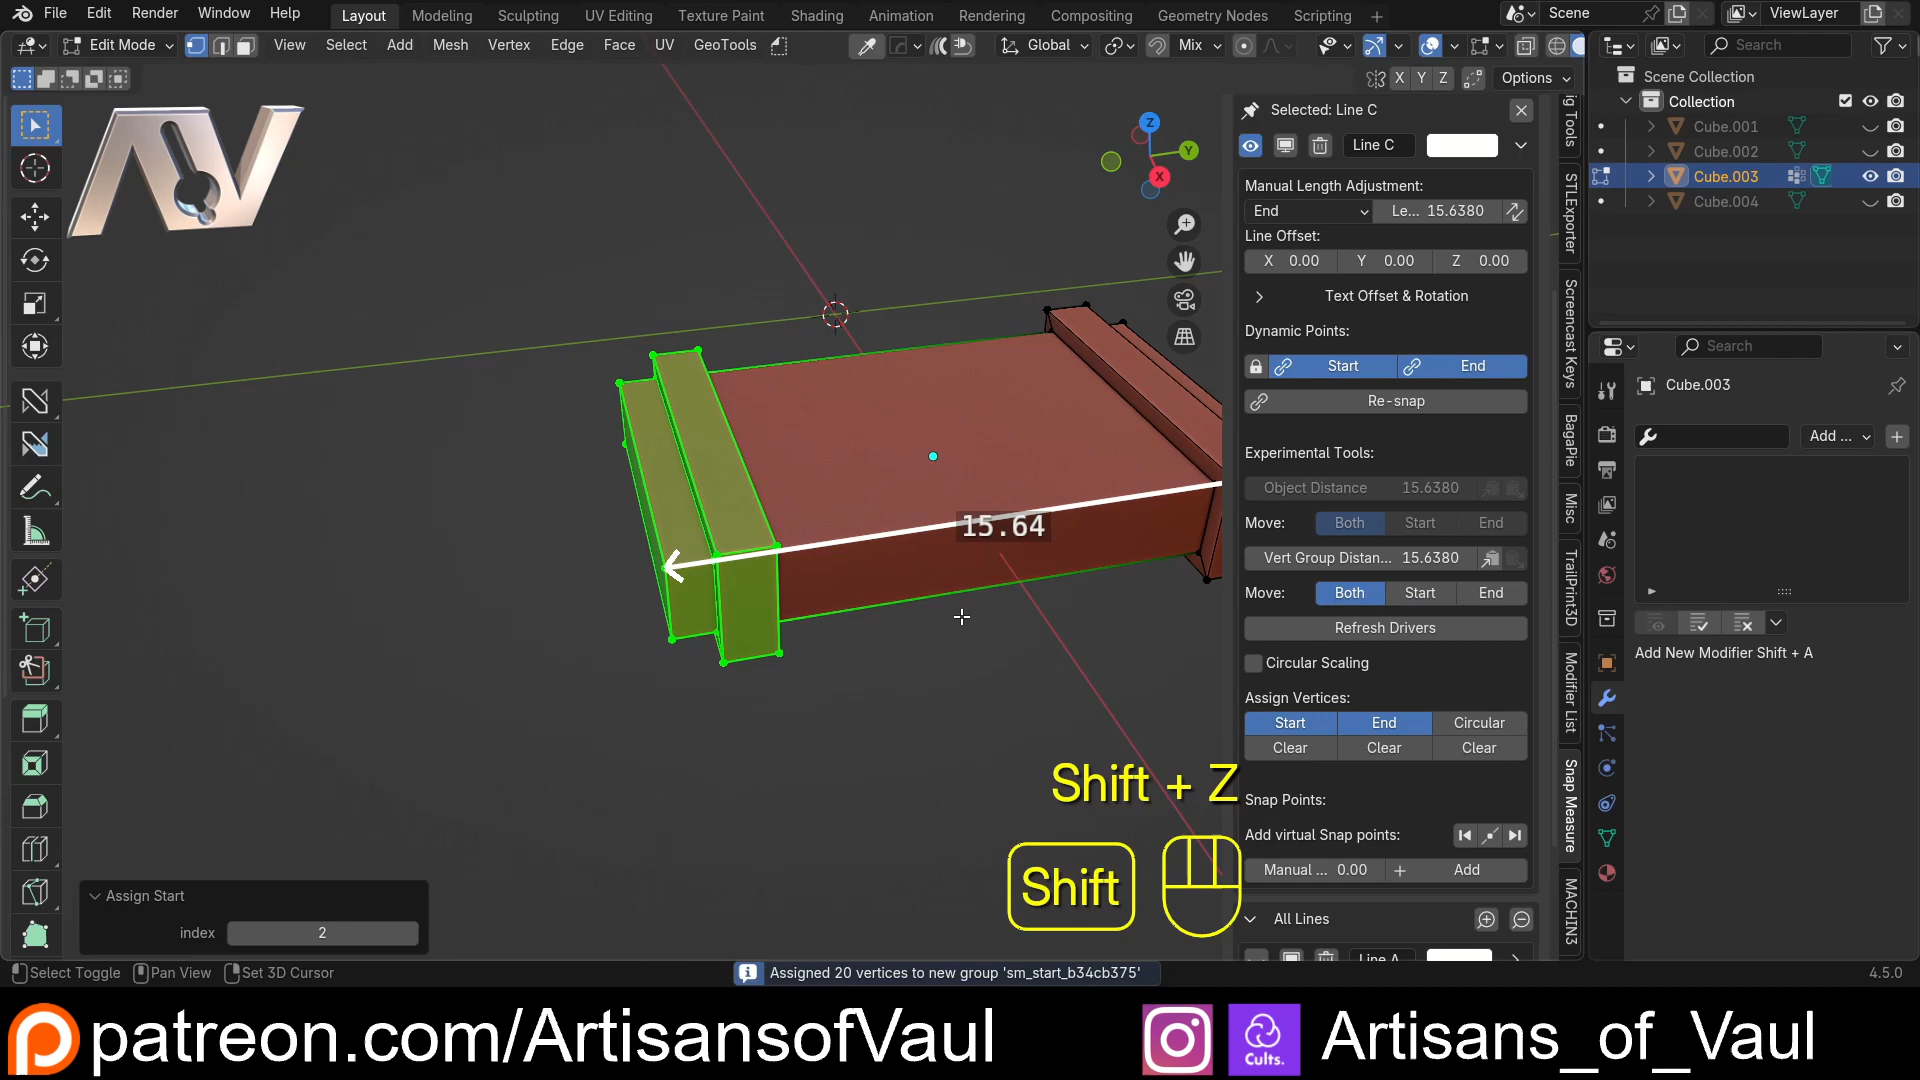 File Edit Render Window Help Layout Modeling Sculpting UV Editing Texture Paint Shading Animation Rendering Compositing Geometry Nodes Scripting + Scene ViewLayer
Edit Mode View Select Add Mesh Vertex Edge Face UV GeoTools Global Mix Search
X Y Z Options
Scene Collection
Collection
Cube.001
Cube.002
Cube.003
Cube.004
AV
Z
Y
X
Selected: Line C
Line C
Manual Length Adjustment:
End Le... 15.6380
Line Offset:
X 0.00 Y 0.00 Z 0.00
Text Offset & Rotation
Dynamic Points:
Start End
Re-snap
Experimental Tools:
Object Distance 15.6380
Move: Both Start End
Vert Group Distan... 15.6380
Move: Both Start End
Refresh Drivers
Circular Scaling
Assign Vertices:
Start End Circular
Clear Clear Clear
Snap Points:
Add virtual Snap points:
Manual ... 0.00 + Add
All Lines
Line A
ig Tools
STLExporter
Screencast Keys
BagaPie
Misc
TrailPrint3D
Modifier List
Snap Measure
MACHIN3
Search
Cube.003
Add ...
Add New Modifier Shift + A
15.64
Shift + Z
Shift
Assign Start
index 2
Select Toggle Pan View Set 3D Cursor Assigned 20 vertices to new group 'sm_start_b34cb375' 4.5.0
patreon.com/ArtisansofVaul Cults. Artisans_of_Vaul